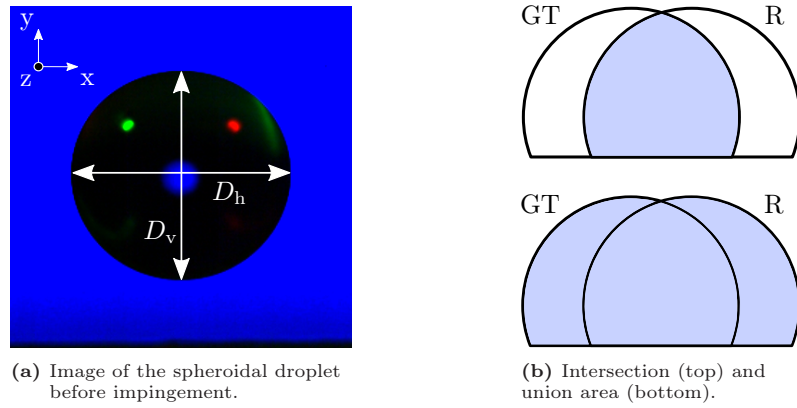 y
z
x
D_h
D_v
(a) Image of the spheroidal droplet
before impingement.
GT
R
GT
R
(b) Intersection (top) and
union area (bottom).